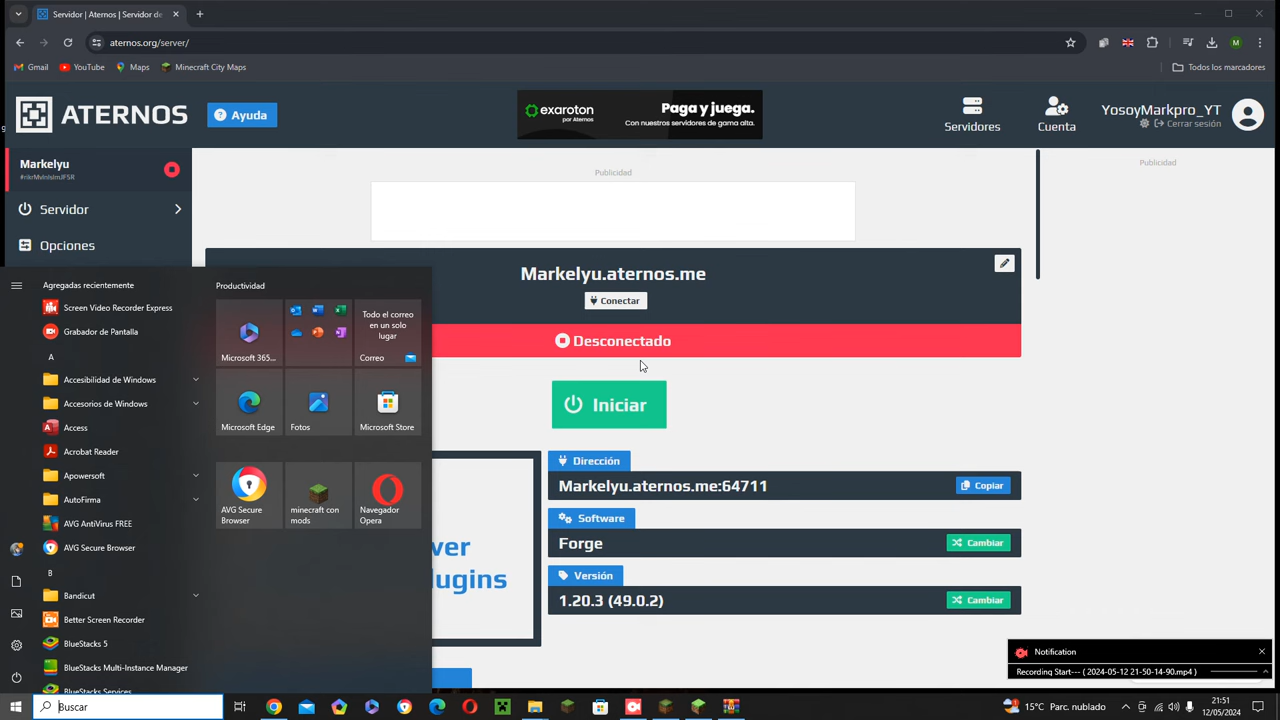 Servidor | Aternos | Servidor de
aternos.org/server/
Gmail
YouTube
Maps
Minecraft City Maps
Todos los marcadores
M
ATERNOS
Ayuda
exaroton
por Aternos
Paga y juega.
Con nuestros servidores de gama alta.
Servidores
Cuenta
YosoyMarkpro_YT
Cerrar sesión
Markelyu
Servidor
Opciones
Publicidad
Publicidad
Markelyu.aternos.me
Conectar
Desconectado
Iniciar
Dirección
Markelyu.aternos.me:64711
Copiar
Software
Forge
Cambiar
Versión
1.20.3 (49.0.2)
Cambiar
ver
lugins
Agregadas recientemente
Screen Video Recorder Express
Grabador de Pantalla
A
Accesibilidad de Windows
Accesorios de Windows
Access
Acrobat Reader
Apowersoft
AutoFirma
AVG AntiVirus FREE
AVG Secure Browser
B
Bandicut
Better Screen Recorder
BlueStacks 5
BlueStacks Multi-Instance Manager
BlueStacks Services
Productividad
Microsoft 365...
Todo el correo
en un solo
lugar
Correo
Microsoft Edge
Fotos
Microsoft Store
AVG Secure
Browser
minecraft con
mods
Navegador
Opera
Notification
Recording Start--- ( 2024-05-12 21-50-14-90.mp4 )
Buscar
15°C Parc. nublado
21:51
12/05/2024